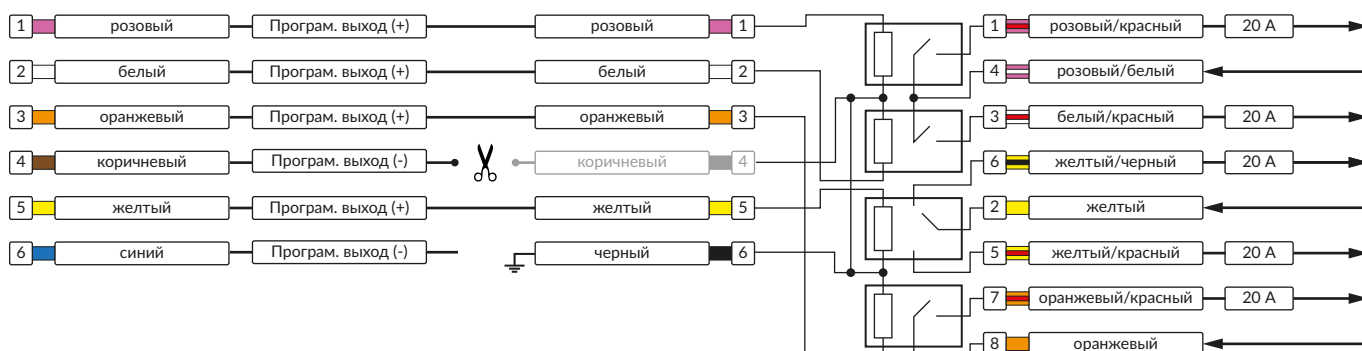 1 розовый Програм. выход (+) розовый 1 1 розовый/красный 20 А
2 белый Програм. выход (+) белый 2 4 розовый/белый
3 оранжевый Програм. выход (+) оранжевый 3 3 белый/красный 20 А
4 коричневый Програм. выход (-) коричневый 4 6 желтый/черный 20 А
5 желтый Програм. выход (+) желтый 5 2 желтый
6 синий Програм. выход (-) черный 6 5 желтый/красный 20 А
7 оранжевый/красный 20 А
8 оранжевый